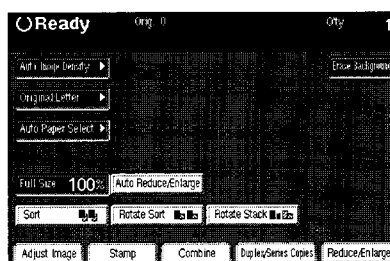 Ready Orig. 0 Qty. 1
Auto Image Density
Erase Background
Original Letter
Auto Paper Select
Full Size 100% Auto Reduce/Enlarge
Sort Rotate Sort Rotate Stack
Adjust Image Stamp Combine Duplex/Series Copies Reduce/Enlarge